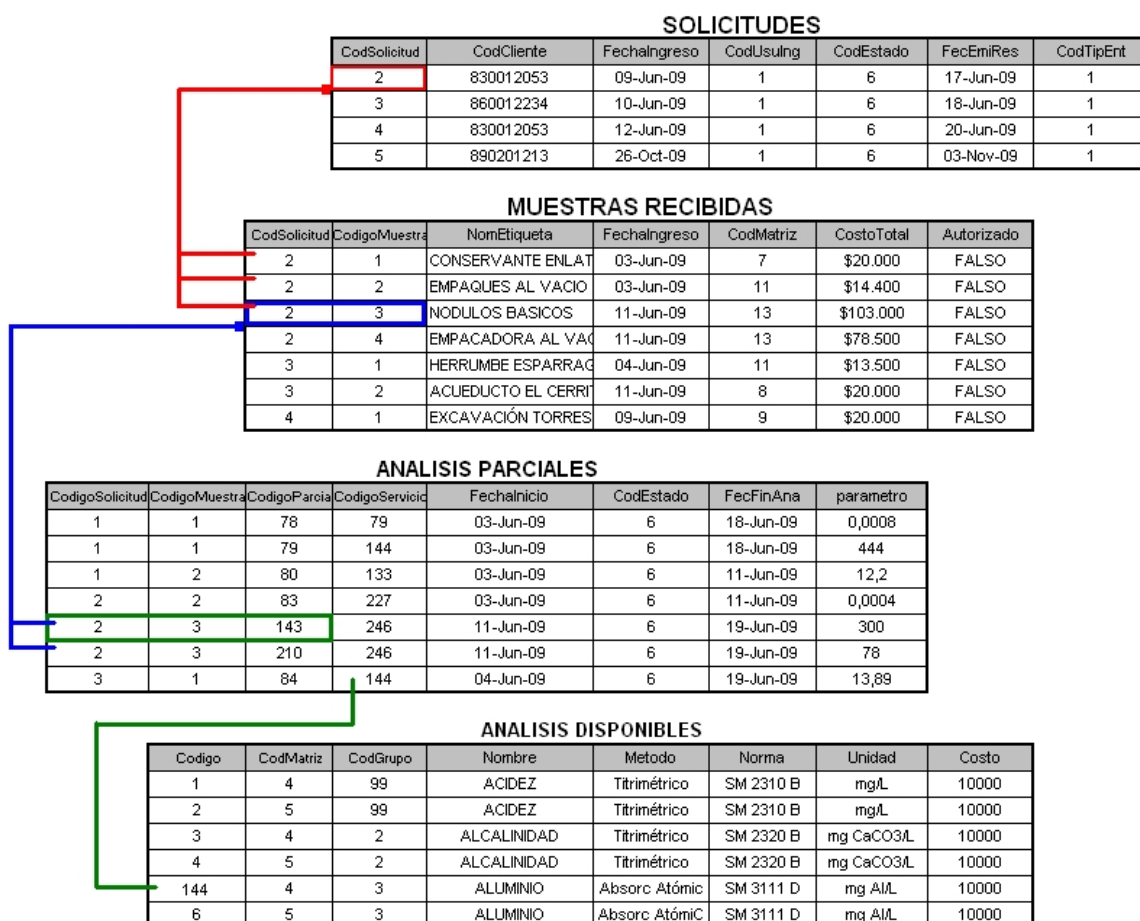 SOLICITUDES
CodSolicitud CodCliente FechaIngreso CodUsuIng CodEstado FecEmiRes CodTipEnt
2 830012053 09-Jun-09 1 6 17-Jun-09 1
3 860012234 10-Jun-09 1 6 18-Jun-09 1
4 830012053 12-Jun-09 1 6 20-Jun-09 1
5 890201213 26-Oct-09 1 6 03-Nov-09 1
MUESTRAS RECIBIDAS
CodSolicitud CodigoMuestra NomEtiqueta FechaIngreso CodMatriz CostoTotal Autorizado
2 1 CONSERVANTE ENLAT 03-Jun-09 7 $20.000 FALSO
2 2 EMPAQUES AL VACIO 03-Jun-09 11 $14.400 FALSO
2 3 NODULOS BASICOS 11-Jun-09 13 $103.000 FALSO
2 4 EMPACADORA AL VAC 11-Jun-09 13 $78.500 FALSO
3 1 HERRUMBE ESPARRAG 04-Jun-09 11 $13.500 FALSO
3 2 ACUEDUCTO EL CERRIT 11-Jun-09 8 $20.000 FALSO
4 1 EXCAVACIÓN TORRES 09-Jun-09 9 $20.000 FALSO
ANALISIS PARCIALES
CodigoSolicitud CodigoMuestra CodigoParcia CodigoServicio FechaInicio CodEstado FecFinAna parametro
1 1 78 79 03-Jun-09 6 18-Jun-09 0,0008
1 1 79 144 03-Jun-09 6 18-Jun-09 444
1 2 80 133 03-Jun-09 6 11-Jun-09 12,2
2 2 83 227 03-Jun-09 6 11-Jun-09 0,0004
2 3 143 246 11-Jun-09 6 19-Jun-09 300
2 3 210 246 11-Jun-09 6 19-Jun-09 78
3 1 84 144 04-Jun-09 6 19-Jun-09 13,89
ANALISIS DISPONIBLES
Codigo CodMatriz CodGrupo Nombre Metodo Norma Unidad Costo
1 4 99 ACIDEZ Titrimétrico SM 2310 B mg/L 10000
2 5 99 ACIDEZ Titrimétrico SM 2310 B mg/L 10000
3 4 2 ALCALINIDAD Titrimétrico SM 2320 B mg CaCO3/L 10000
4 5 2 ALCALINIDAD Titrimétrico SM 2320 B mg CaCO3/L 10000
144 4 3 ALUMINIO Absorc Atómic SM 3111 D mg Al/L 10000
6 5 3 ALUMINIO Absorc AtómiC SM 3111 D mg Al/L 10000